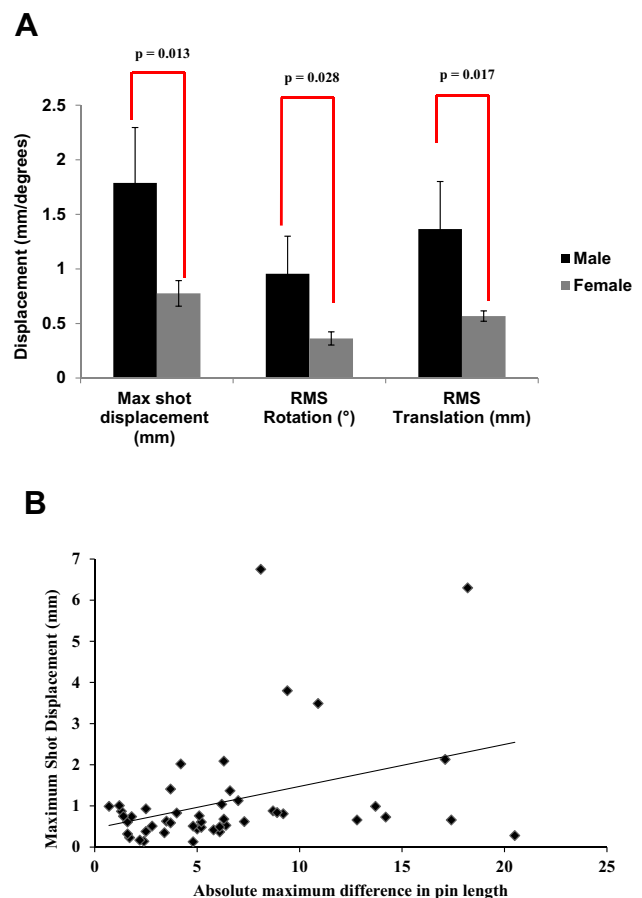 A
p = 0.013
p = 0.028
p = 0.017
Displacement (mm/degrees)
2.5
2
1.5
1
0.5
0
Male
Female
Max shot
displacement
(mm)
RMS
Rotation (°)
RMS
Translation (mm)
B
Maximum Shot Displacement (mm)
7
6
5
4
3
2
1
0
0 5 10 15 20 25
Absolute maximum difference in pin length